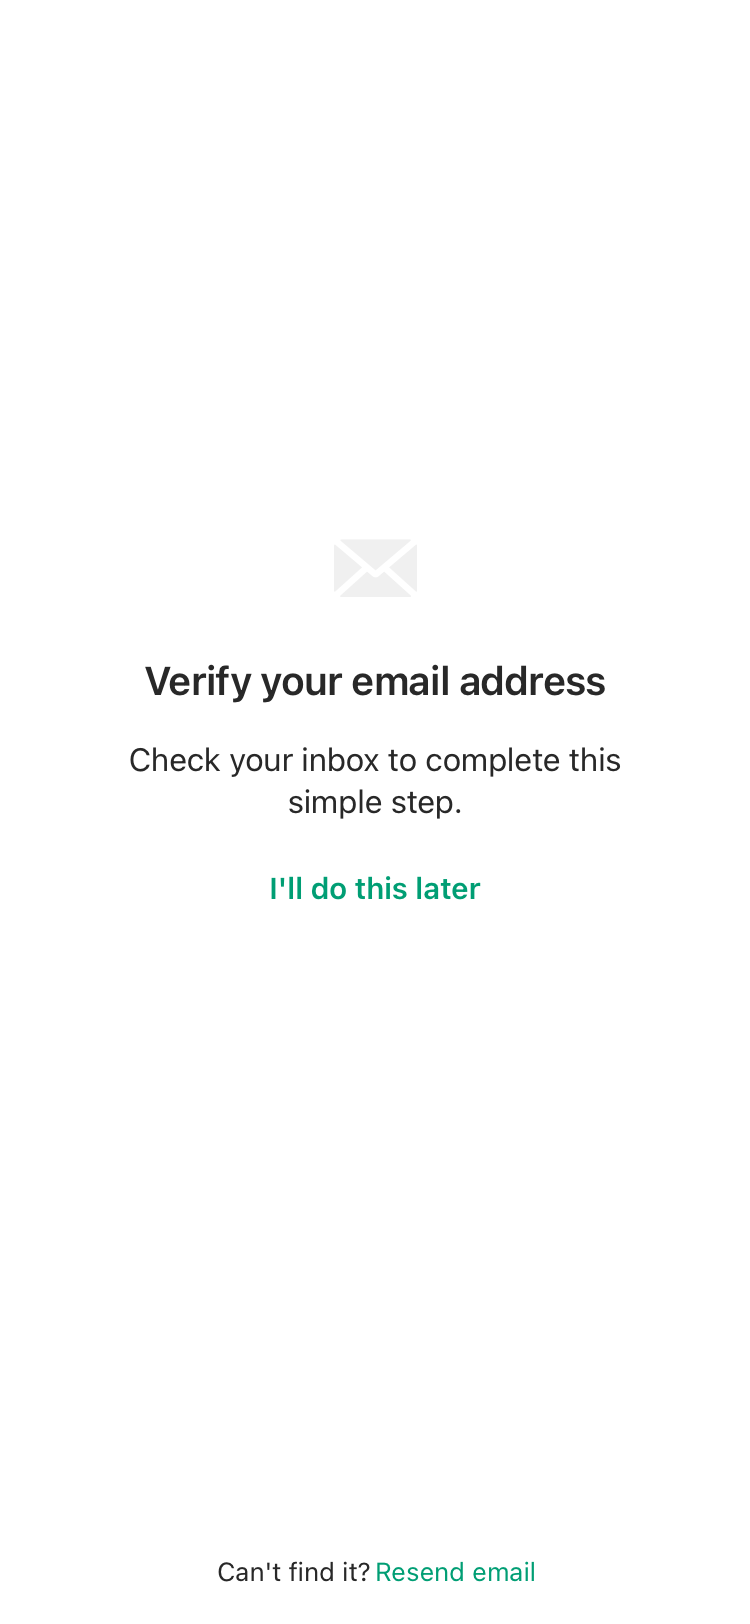 Verify your email address
Check your inbox to complete this
simple step.
I'll do this later
Can't find it? Resend email